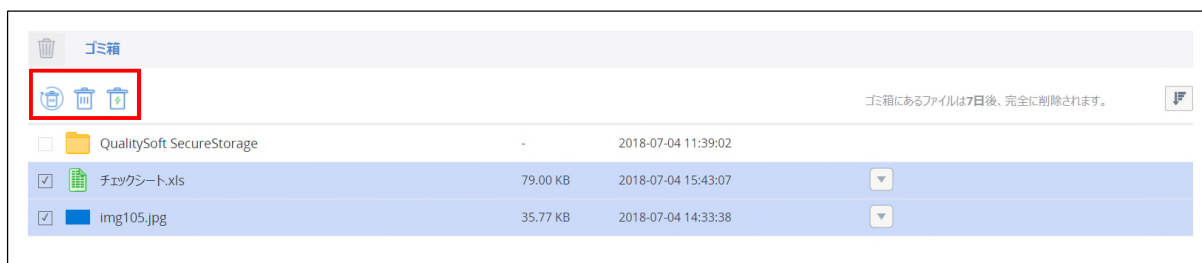 ゴミ箱
ゴミ箱にあるファイルは7日後、完全に削除されます。
QualitySoft SecureStorage - 2018-07-04 11:39:02
チェックシート.xls 79.00 KB 2018-07-04 15:43:07
img105.jpg 35.77 KB 2018-07-04 14:33:38